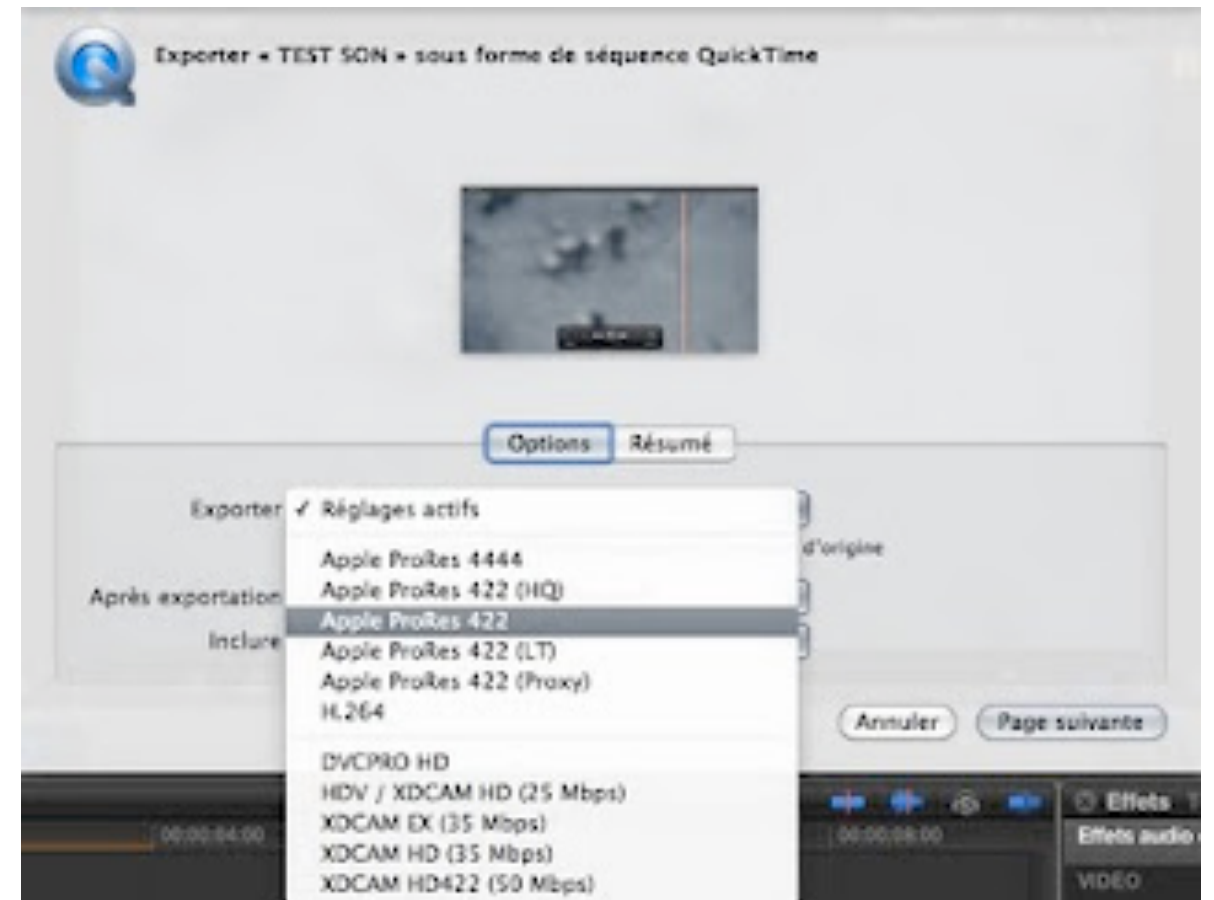 Exporter « TEST SON » sous forme de séquence QuickTime
Options Résumé
Exporter ✓ Réglages actifs
d'origine
Apple ProRes 4444
Apple ProRes 422 (HQ)
Après exportation
Apple ProRes 422
Inclure
Apple ProRes 422 (LT)
Apple ProRes 422 (Proxy)
H.264
Annuler Page suivante
DVCPRO HD
HDV / XDCAM HD (25 Mbps)
XDCAM EX (35 Mbps)
XDCAM HD (35 Mbps)
XDCAM HD422 (50 Mbps)
00:00:04:00 00:00:08:00
Effets
Effets audio
VIDÉO